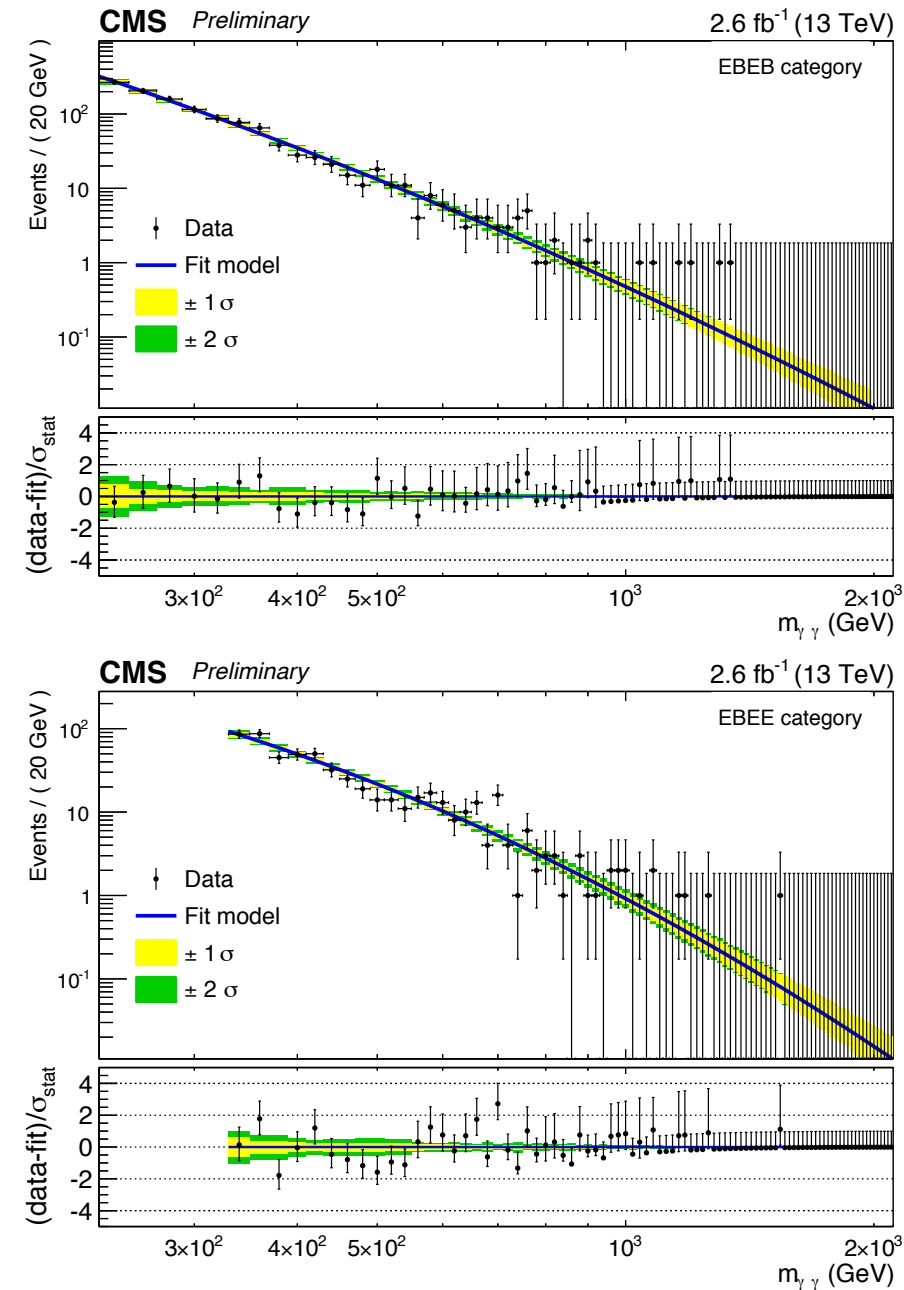 CMS Preliminary 2.6 fb⁻¹ (13 TeV)
EBEB category
Events / ( 20 GeV )
10²
10
1
10⁻¹
Data
Fit model
± 1 σ
± 2 σ
(data-fit)/σstat
4
2
0
-2
-4
3×10² 4×10² 5×10² 10³ 2×10³
mγγ (GeV)
CMS Preliminary 2.6 fb⁻¹ (13 TeV)
EBEE category
Events / ( 20 GeV )
10²
10
1
10⁻¹
Data
Fit model
± 1 σ
± 2 σ
(data-fit)/σstat
4
2
0
-2
-4
3×10² 4×10² 5×10² 10³ 2×10³
mγγ (GeV)